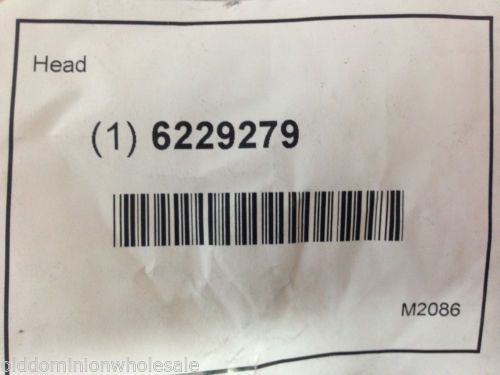 Head
(1) 6229279
M2086
olddominionwholesale